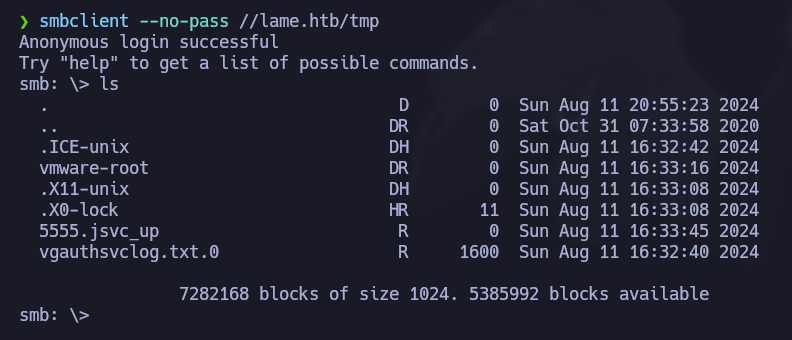 ❯ smbclient --no-pass //lame.htb/tmp
Anonymous login successful
Try "help" to get a list of possible commands.
smb: \> ls
  .                                   D        0  Sun Aug 11 20:55:23 2024
  ..                                 DR        0  Sat Oct 31 07:33:58 2020
  .ICE-unix                          DH        0  Sun Aug 11 16:32:42 2024
  vmware-root                        DR        0  Sun Aug 11 16:33:16 2024
  .X11-unix                          DH        0  Sun Aug 11 16:33:08 2024
  .X0-lock                           HR       11  Sun Aug 11 16:33:08 2024
  5555.jsvc_up                        R        0  Sun Aug 11 16:33:45 2024
  vgauthsvclog.txt.0                  R     1600  Sun Aug 11 16:32:40 2024
                7282168 blocks of size 1024. 5385992 blocks available
smb: \>